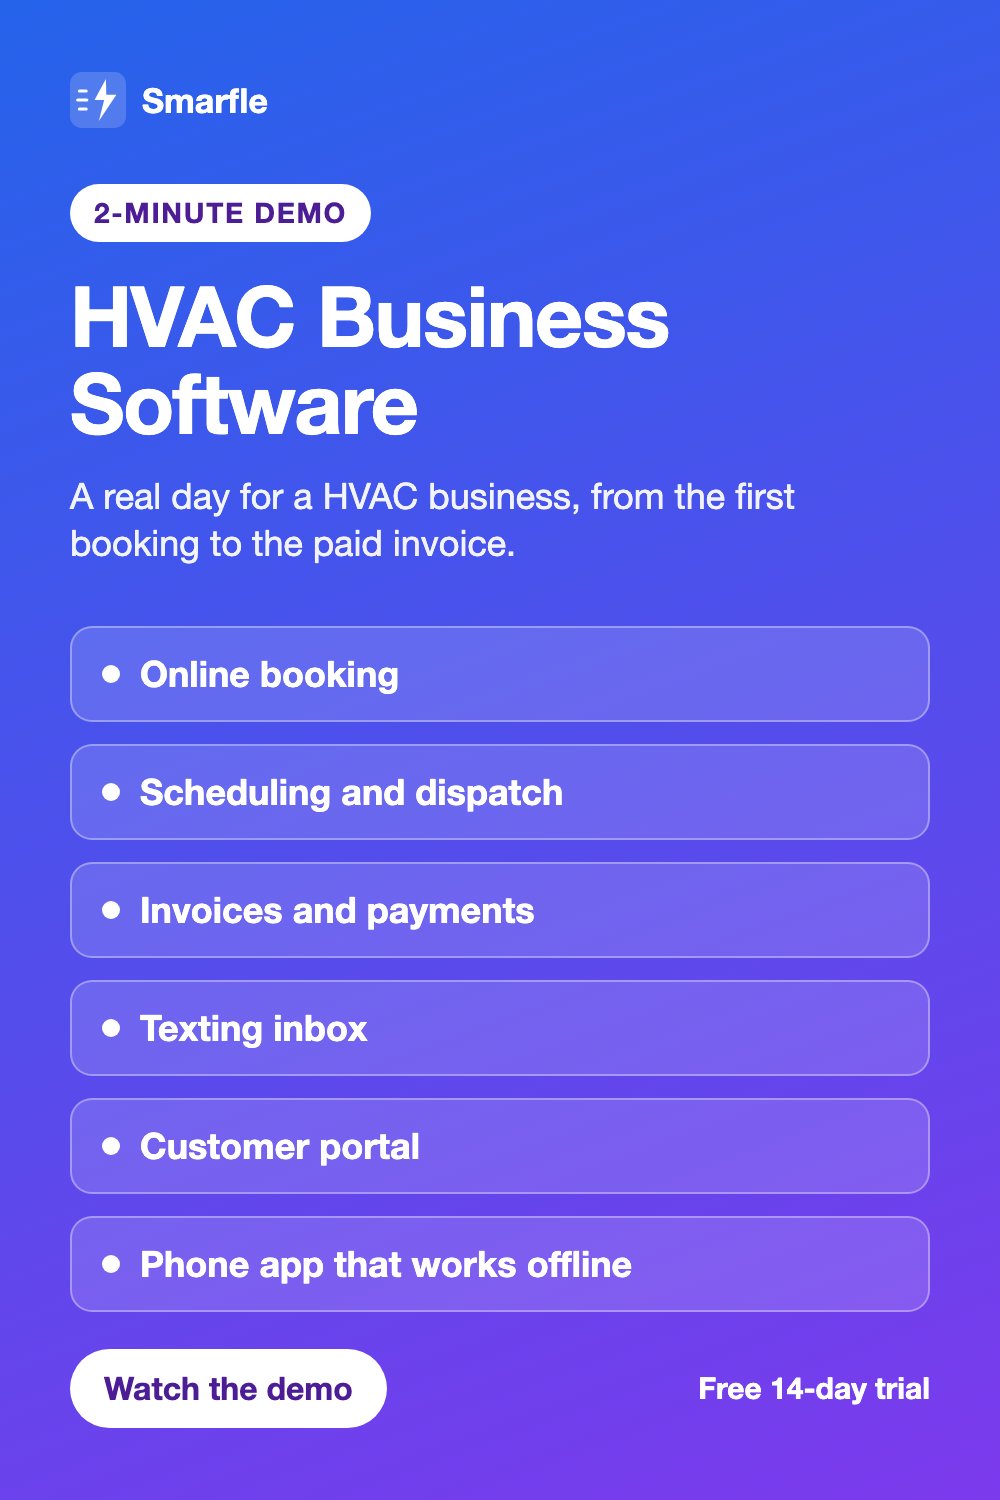 Smarfle
2-MINUTE DEMO
HVAC Business
Software
A real day for a HVAC business, from the first
booking to the paid invoice.
Online booking
Scheduling and dispatch
Invoices and payments
Texting inbox
Customer portal
Phone app that works offline
Watch the demo
Free 14-day trial